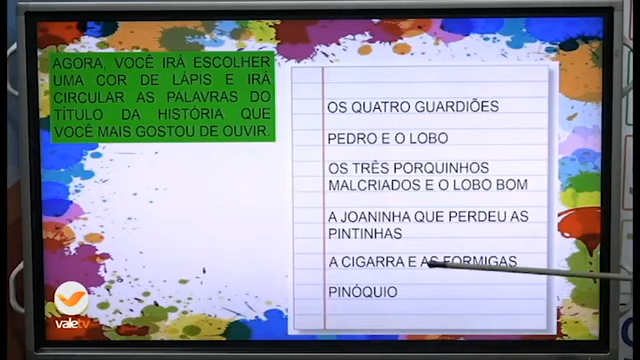 AGORA, VOCÊ IRÁ ESCOLHER
UMA COR DE LÁPIS E IRÁ
CIRCULAR AS PALAVRAS DO
TÍTULO DA HISTÓRIA QUE
VOCÊ MAIS GOSTOU DE OUVIR.
OS QUATRO GUARDIÕES
PEDRO E O LOBO
OS TRÊS PORQUINHOS
MALCRIADOS E O LOBO BOM
A JOANINHA QUE PERDEU AS
PINTINHAS
A CIGARRA E AS FORMIGAS
PINÓQUIO
valetv